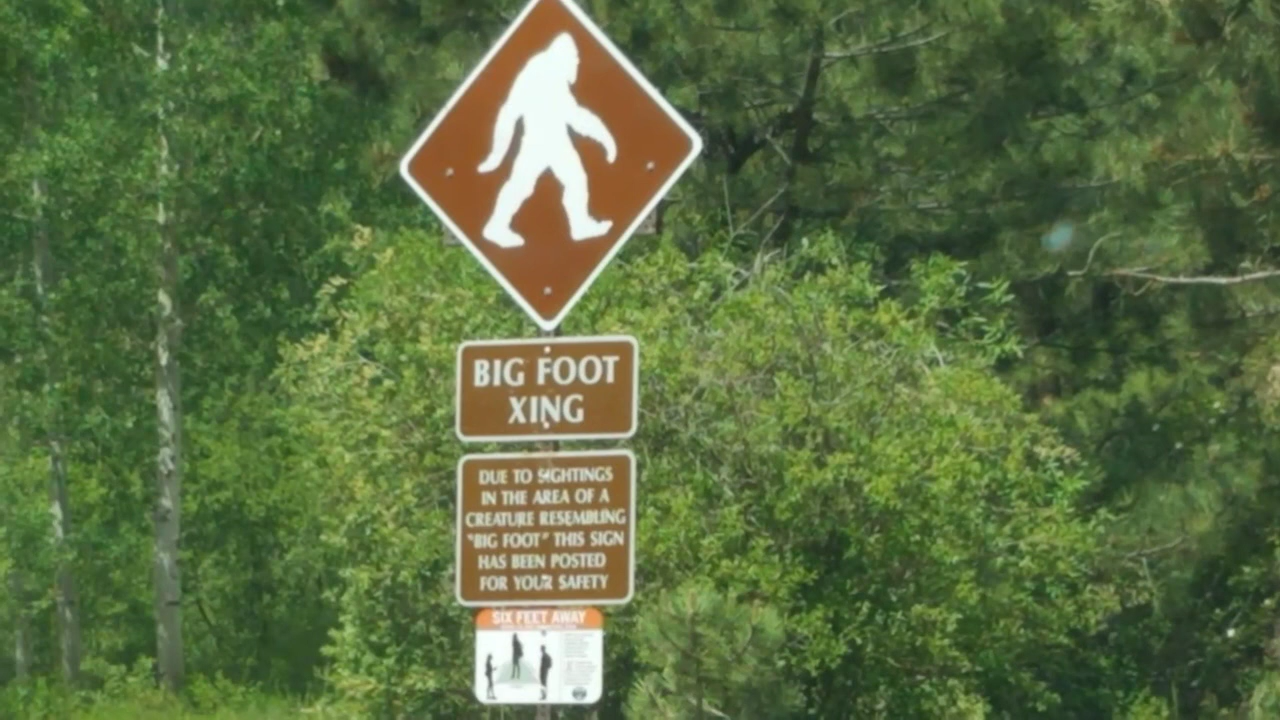 BIG FOOT
XING
DUE TO SIGHTINGS
IN THE AREA OF A
CREATURE RESEMBLING
"BIG FOOT" THIS SIGN
HAS BEEN POSTED
FOR YOUR SAFETY
SIX FEET AWAY